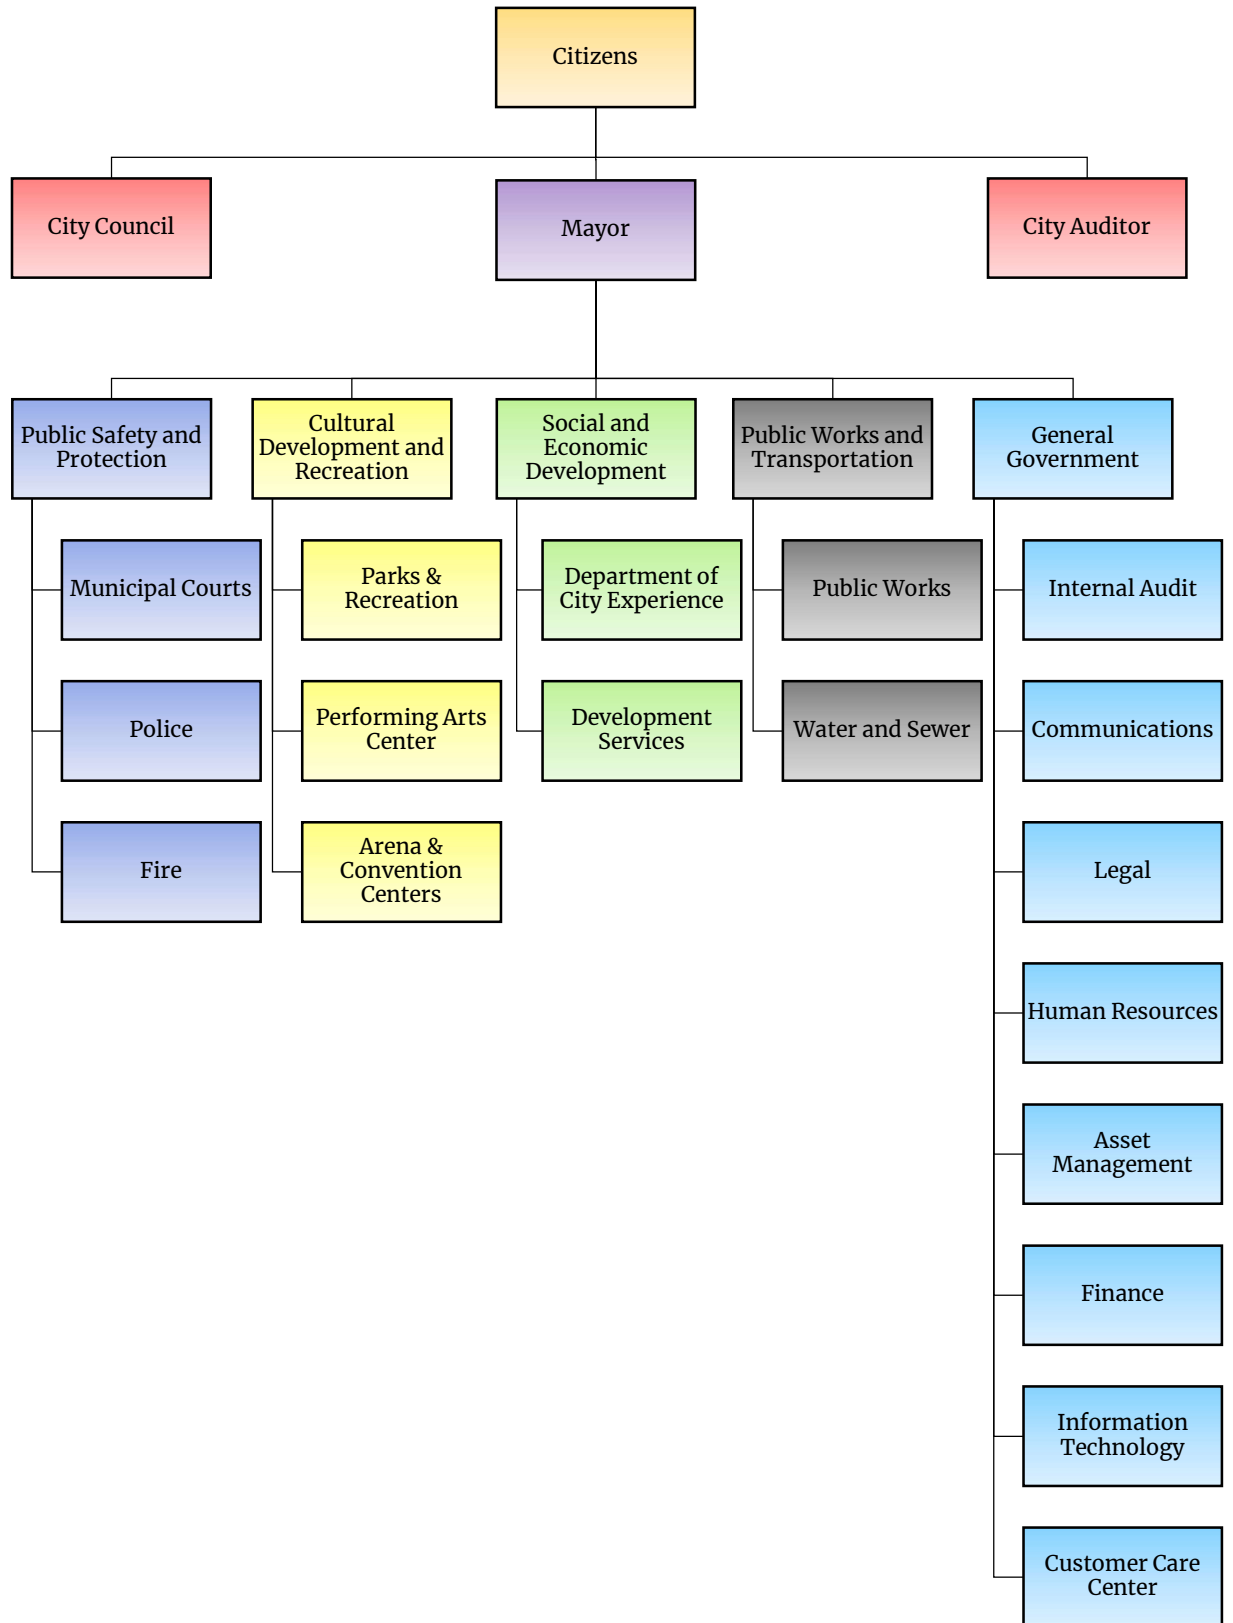 Citizens
City Council
Mayor
City Auditor
Public Safety and
Protection
Cultural
Development and
Recreation
Social and
Economic
Development
Public Works and
Transportation
General
Government
Municipal Courts
Parks &
Recreation
Department of
City Experience
Public Works
Internal Audit
Police
Performing Arts
Center
Development
Services
Water and Sewer
Communications
Fire
Arena &
Convention
Centers
Legal
Human Resources
Asset
Management
Finance
Information
Technology
Customer Care
Center